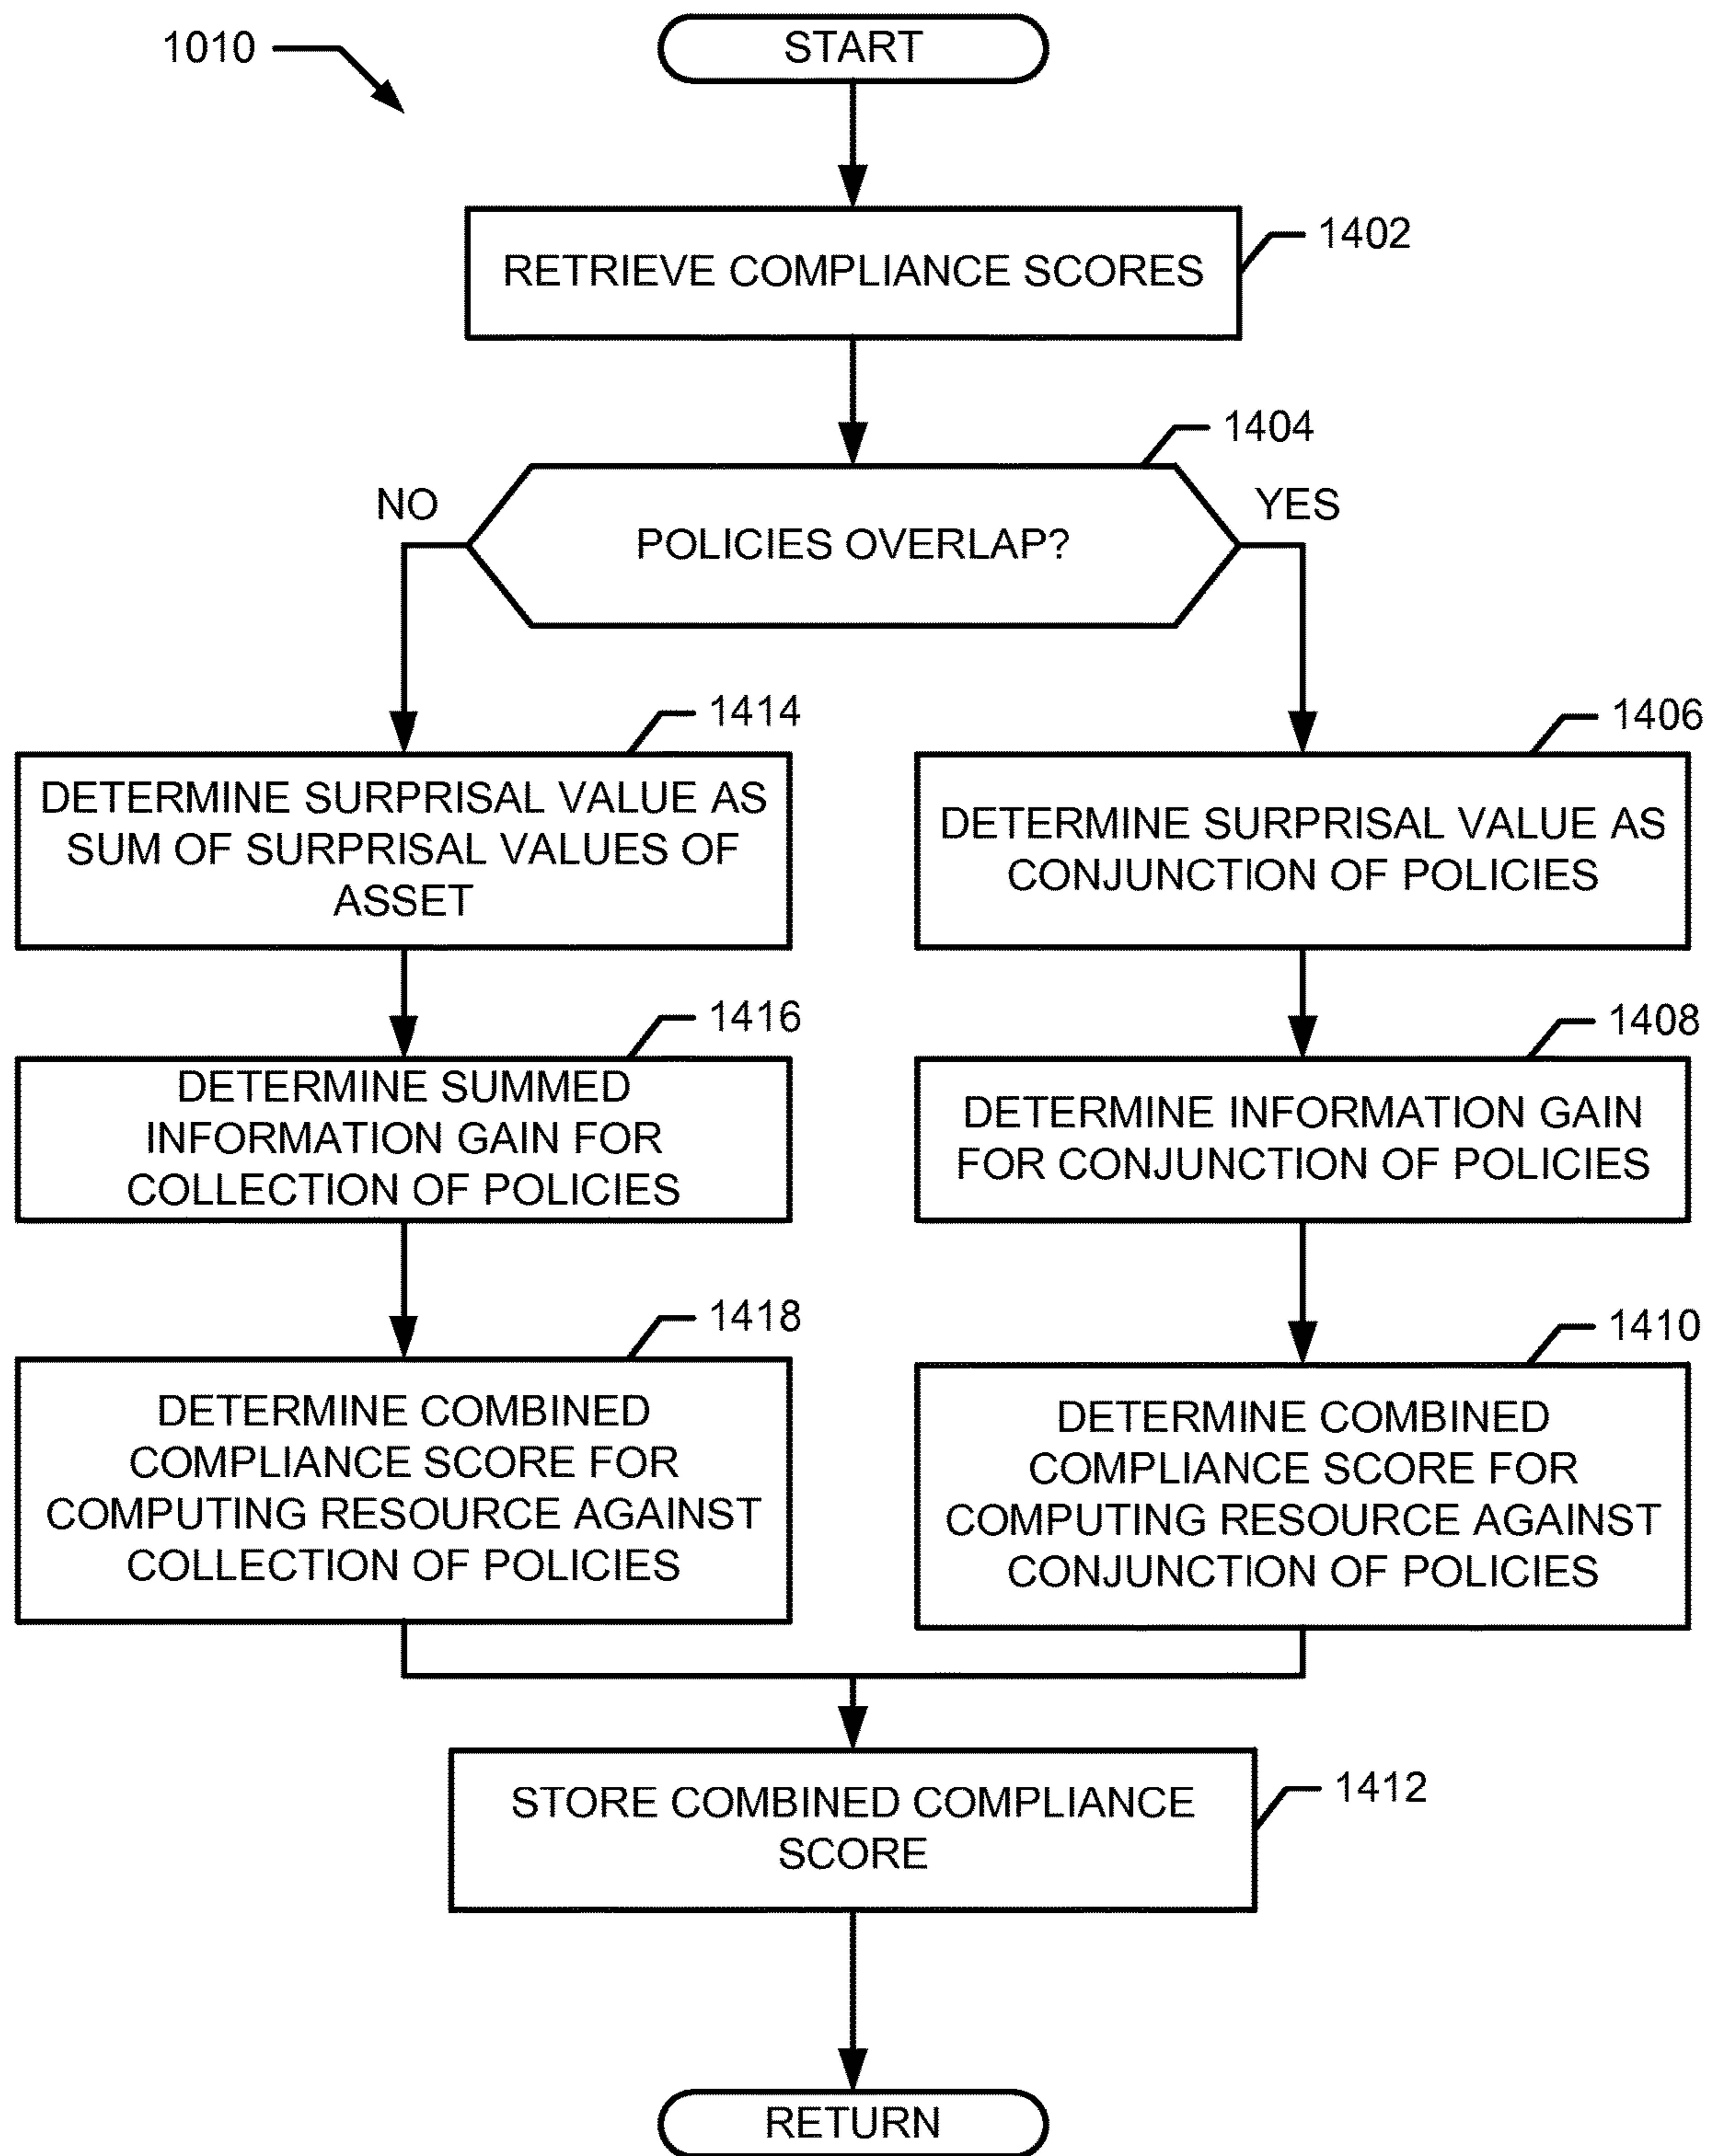 1010
START
RETRIEVE COMPLIANCE SCORES
1402
1404
NO
YES
POLICIES OVERLAP?
1414
DETERMINE SURPRISAL VALUE AS
SUM OF SURPRISAL VALUES OF
ASSET
1406
DETERMINE SURPRISAL VALUE AS
CONJUNCTION OF POLICIES
1416
DETERMINE SUMMED
INFORMATION GAIN FOR
COLLECTION OF POLICIES
1408
DETERMINE INFORMATION GAIN
FOR CONJUNCTION OF POLICIES
1418
DETERMINE COMBINED
COMPLIANCE SCORE FOR
COMPUTING RESOURCE AGAINST
COLLECTION OF POLICIES
1410
DETERMINE COMBINED
COMPLIANCE SCORE FOR
COMPUTING RESOURCE AGAINST
CONJUNCTION OF POLICIES
STORE COMBINED COMPLIANCE
SCORE
1412
RETURN